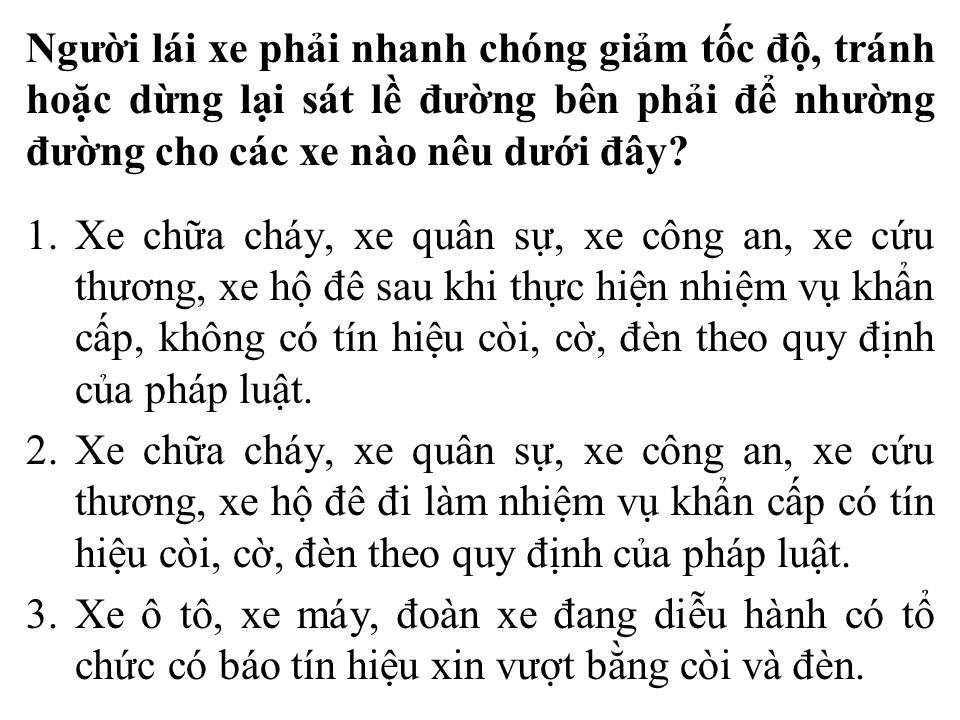 Người lái xe phải nhanh chóng giảm tốc độ, tránh
hoặc dừng lại sát lề đường bên phải để nhường
đường cho các xe nào nêu dưới đây?
1. Xe chữa cháy, xe quân sự, xe công an, xe cứu
thương, xe hộ đê sau khi thực hiện nhiệm vụ khẩn
cấp, không có tín hiệu còi, cờ, đèn theo quy định
của pháp luật.
2. Xe chữa cháy, xe quân sự, xe công an, xe cứu
thương, xe hộ đê đi làm nhiệm vụ khẩn cấp có tín
hiệu còi, cờ, đèn theo quy định của pháp luật.
3. Xe ô tô, xe máy, đoàn xe đang diễu hành có tổ
chức có báo tín hiệu xin vượt bằng còi và đèn.